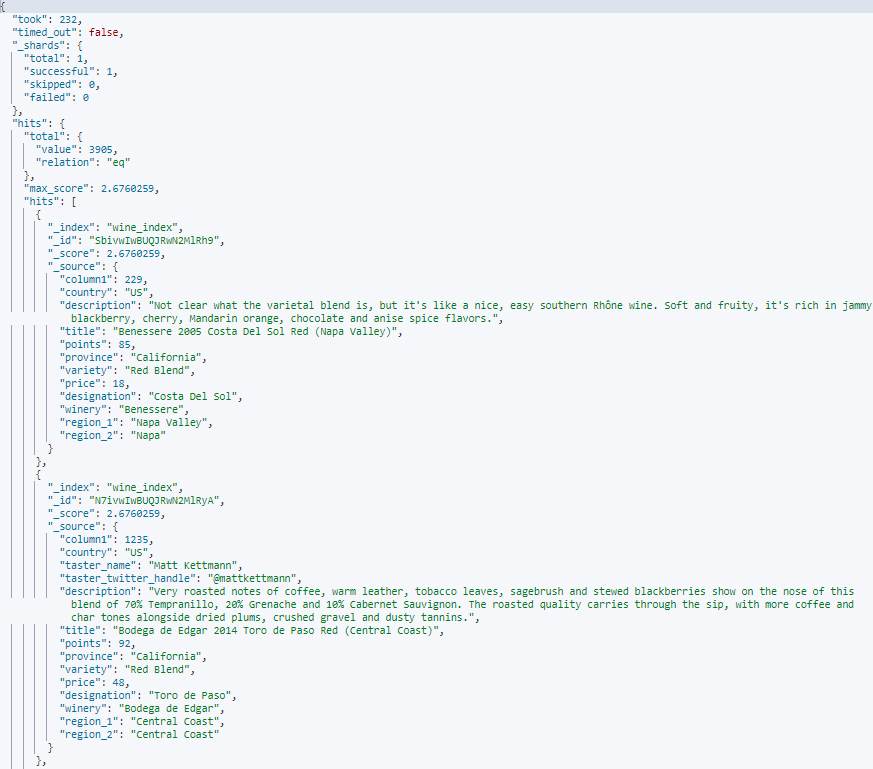 {
"took": 232,
"timed_out": false,
"_shards": {
"total": 1,
"successful": 1,
"skipped": 0,
"failed": 0
},
"hits": {
"total": {
"value": 3905,
"relation": "eq"
},
"max_score": 2.6760259,
"hits": [
{
"_index": "wine_index",
"_id": "SbivwIwBUQJRwN2MlRh9",
"_score": 2.6760259,
"_source": {
"column1": 229,
"country": "US",
"description": "Not clear what the varietal blend is, but it's like a nice, easy southern Rhône wine. Soft and fruity, it's rich in jammy
blackberry, cherry, Mandarin orange, chocolate and anise spice flavors.",
"title": "Benessere 2005 Costa Del Sol Red (Napa Valley)",
"points": 85,
"province": "California",
"variety": "Red Blend",
"price": 18,
"designation": "Costa Del Sol",
"winery": "Benessere",
"region_1": "Napa Valley",
"region_2": "Napa"
}
},
{
"_index": "wine_index",
"_id": "N7ivwIwBUQJRwN2MlRyA",
"_score": 2.6760259,
"_source": {
"column1": 1235,
"country": "US",
"taster_name": "Matt Kettmann",
"taster_twitter_handle": "@mattkettmann",
"description": "Very roasted notes of coffee, warm leather, tobacco leaves, sagebrush and stewed blackberries show on the nose of this
blend of 70% Tempranillo, 20% Grenache and 10% Cabernet Sauvignon. The roasted quality carries through the sip, with more coffee and
char tones alongside dried plums, crushed gravel and dusty tannins.",
"title": "Bodega de Edgar 2014 Toro de Paso Red (Central Coast)",
"points": 92,
"province": "California",
"variety": "Red Blend",
"price": 48,
"designation": "Toro de Paso",
"winery": "Bodega de Edgar",
"region_1": "Central Coast",
"region_2": "Central Coast"
}
},